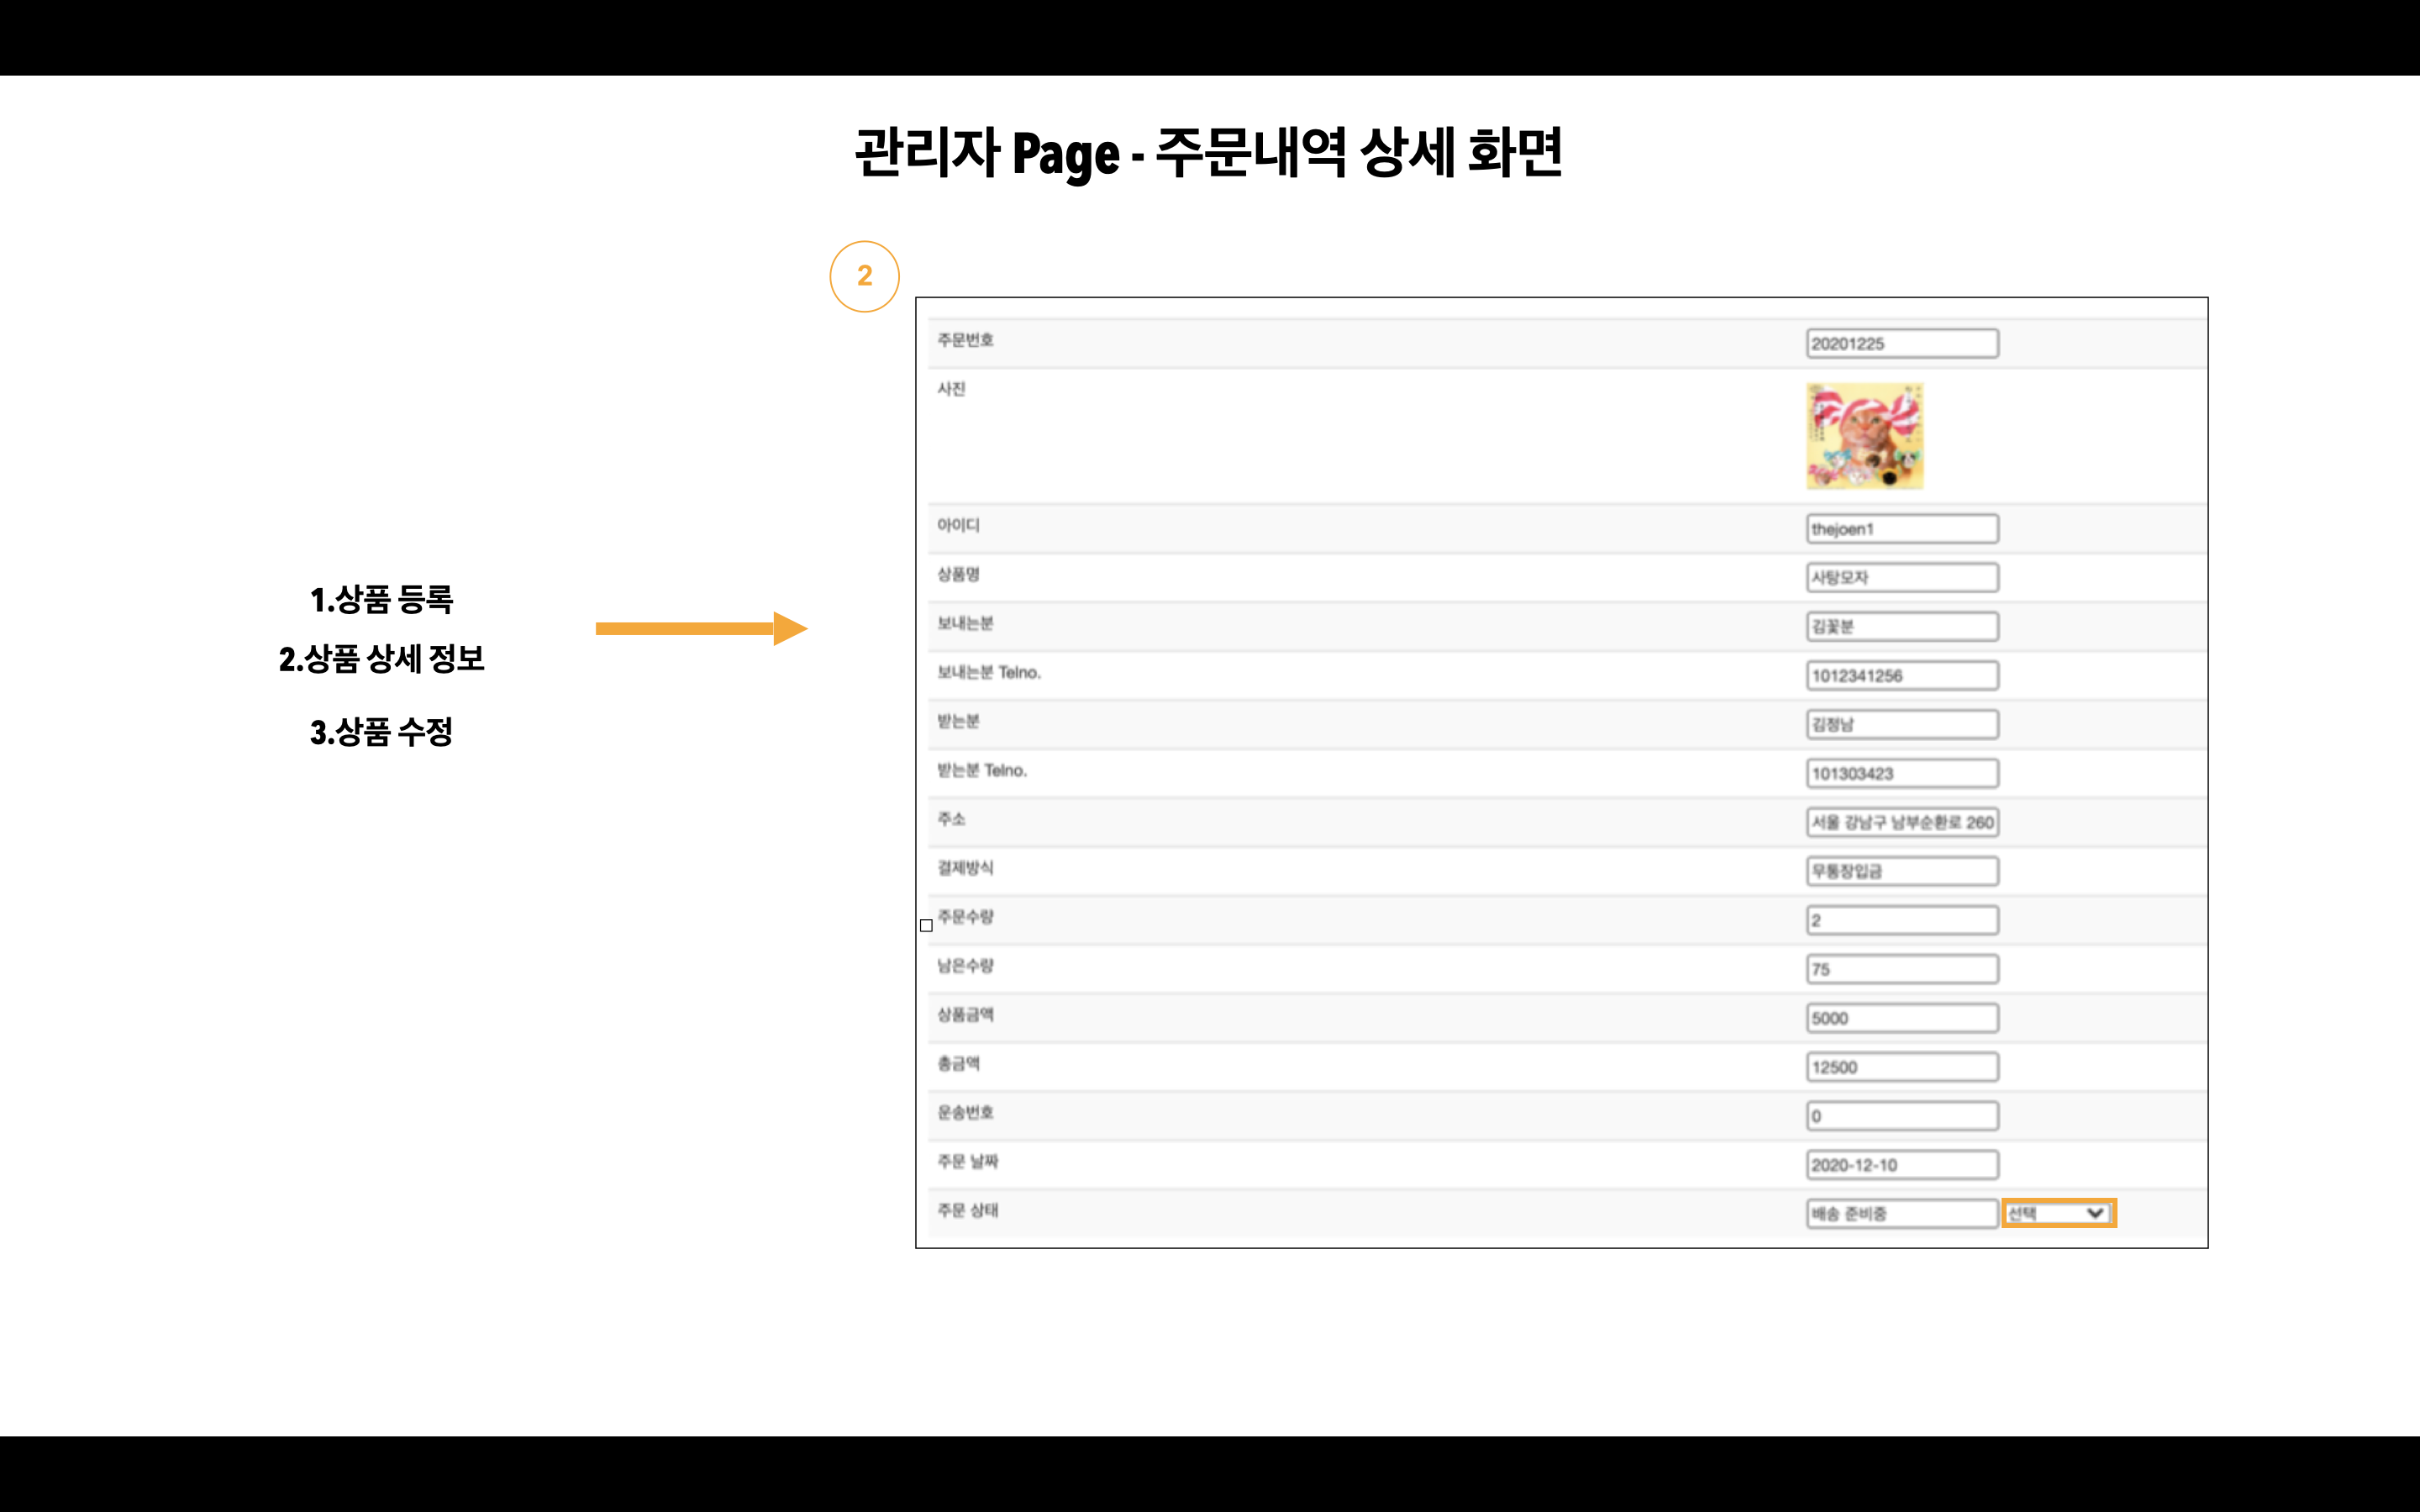 관리자 Page - 주문내역 상세 화면
2
1.상품 등록
2.상품 상세 정보
3.상품 수정
주문번호 20201225
사진
아이디 thejoen1
상품명 사탕모자
보내는분 김꽃분
보내는분 Telno. 1012341256
받는분 김정남
받는분 Telno. 101303423
주소 서울 강남구 남부순환로 260
결제방식 무통장입금
주문수량 2
남은수량 75
상품금액 5000
총금액 12500
운송번호 0
주문 날짜 2020-12-10
주문 상태 배송 준비중 선택